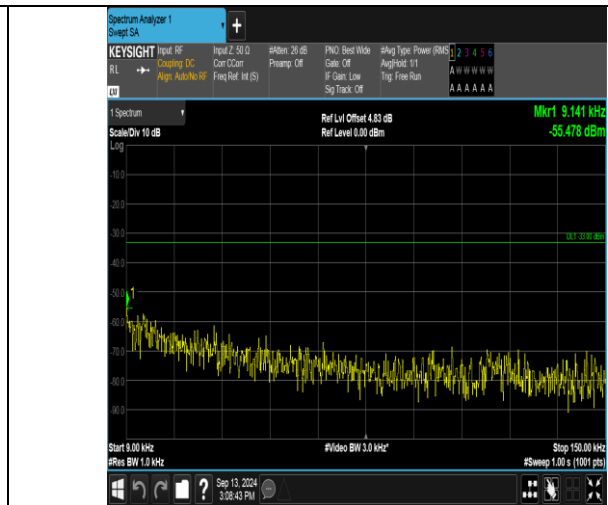 Spectrum Analyzer 1
Swept SA
+
KEYSIGHT Input: RF Input Z: 50 Ω #Atten: 26 dB PNO: Best Wide #Avg Type: Power (RMS 1 2 3 4 5 6
RL Coupling: DC Corr CCorr Preamp: Off Gate: Off Avg|Hold: 1/1 A W W W W W
Align: Auto/No RF Freq Ref: Int (S) IF Gain: Low Trig: Free Run
Sig Track: Off A A A A A A
1 Spectrum Ref Lvl Offset 4.83 dB Mkr1 9.141 kHz
Scale/Div 10 dB Ref Level 0.00 dBm -55.478 dBm
Log
-10.0
-20.0
-30.0
DL1 -33.00 dBm
-40.0
-50.0
1
-60.0
-70.0
-80.0
-90.0
Start 9.00 kHz #Video BW 3.0 kHz* Stop 150.00 kHz
#Res BW 1.0 kHz #Sweep 1.00 s (1001 pts)
? Sep 13, 2024
3:08:43 PM